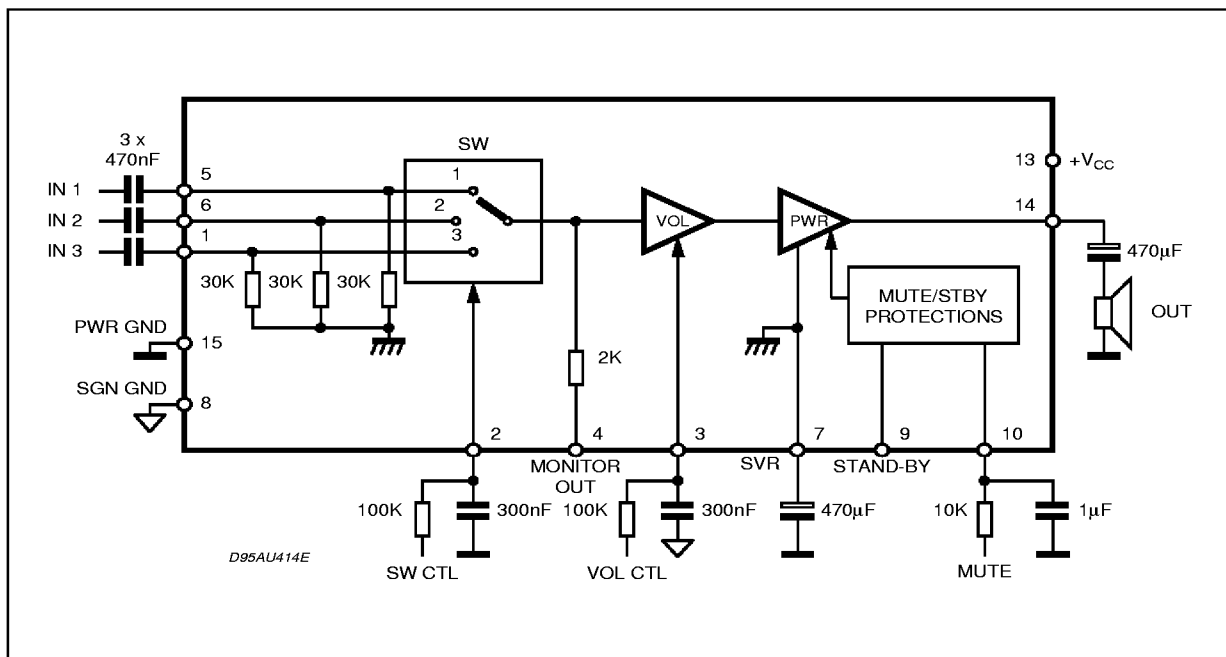 3 x
470nF
SW
13 +VCC
IN 1
5
1
IN 2
6
2
VOL
PWR
14
IN 3
1
3
470µF
30K 30K 30K
MUTE/STBY
PROTECTIONS
OUT
PWR GND
15
2K
SGN GND
8
2
4
3
7
9
10
MONITOR
OUT
SVR
STAND-BY
100K
300nF
100K
300nF
470µF
10K
1µF
D95AU414E
SW CTL
VOL CTL
MUTE